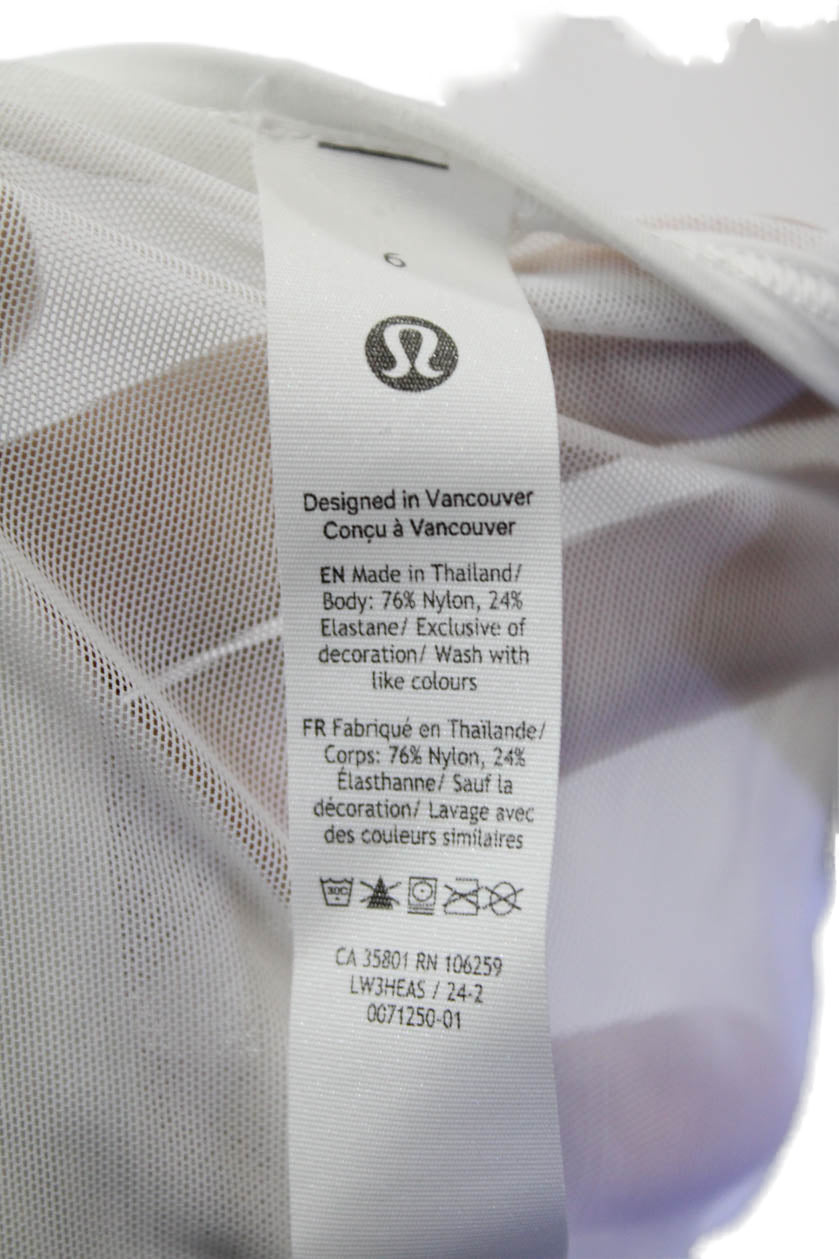 6
Designed in Vancouver
Conçu à Vancouver
EN Made in Thailand/
Body: 76% Nylon, 24%
Elastane/ Exclusive of
decoration/ Wash with
like colours
FR Fabriqué en Thaïlande/
Corps: 76% Nylon, 24%
Élasthanne/ Sauf la
décoration/ Lavage avec
des couleurs similaires
30C
CA 35801 RN 106259
LW3HEAS / 24-2
0071250-01